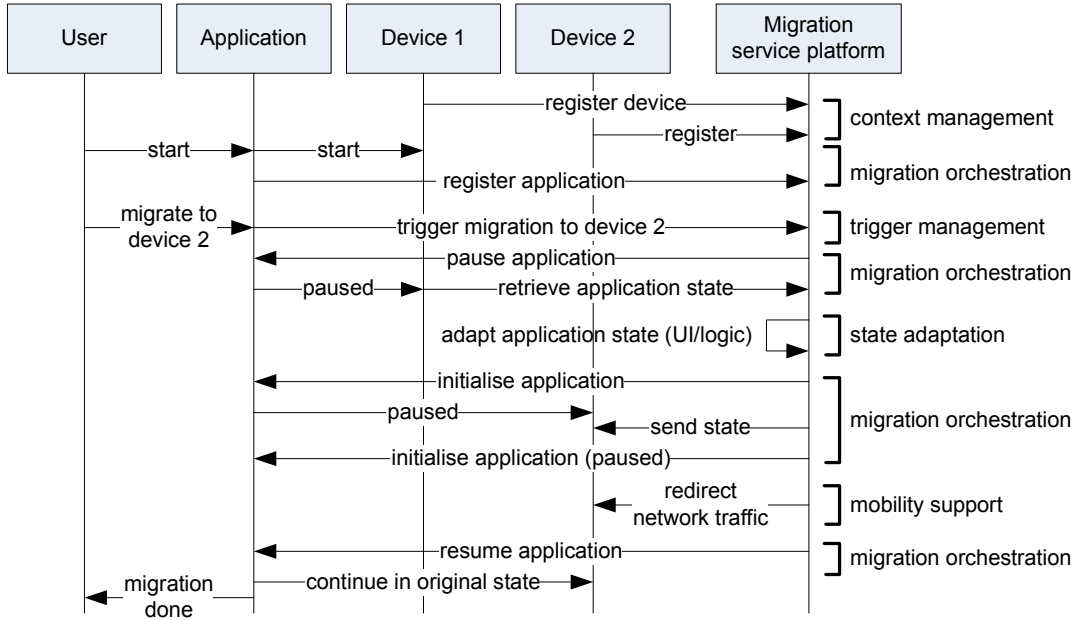 User
Application
Device 1
Device 2
Migration
service platform
register device
context management
register
start
start
migration orchestration
register application
migrate to
device 2
trigger migration to device 2
trigger management
pause application
migration orchestration
paused
retrieve application state
adapt application state (UI/logic)
state adaptation
initialise application
paused
migration orchestration
send state
initialise application (paused)
redirect
network traffic
mobility support
resume application
migration orchestration
continue in original state
migration
done